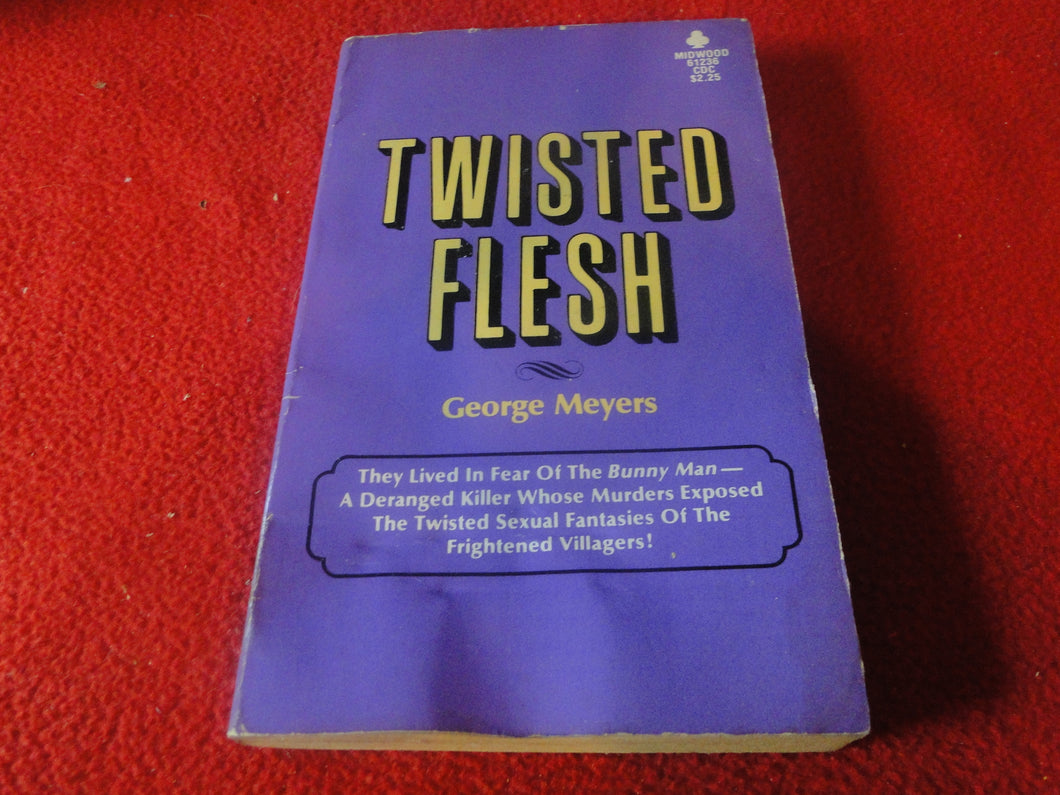 MIDWOOD
61236
CDC
$2.25
TWISTED
FLESH
George Meyers
They Lived In Fear Of The Bunny Man—
A Deranged Killer Whose Murders Exposed
The Twisted Sexual Fantasies Of The
Frightened Villagers!